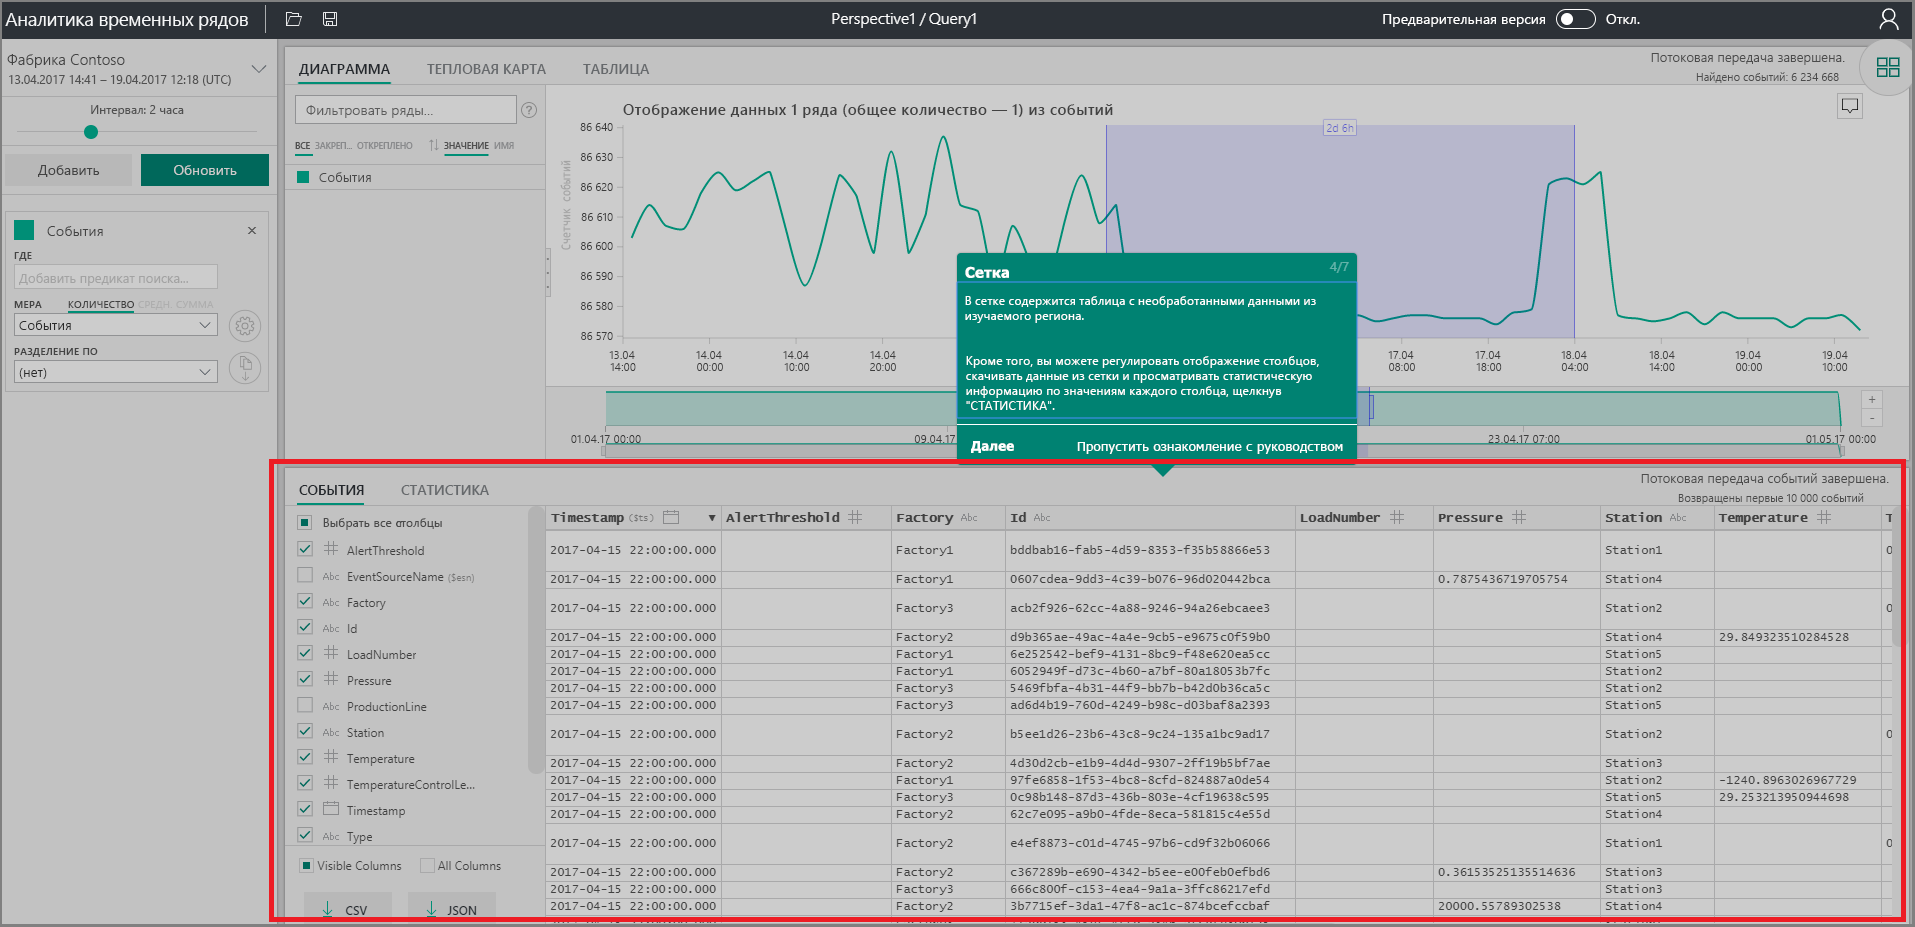 Аналитика временных рядов
Perspective1 / Query1
Предварительная версия
Откл.
Фабрика Contoso
13.04.2017 14:41 – 19.04.2017 12:18 (UTC)
Интервал: 2 часа
Добавить
Обновить
События
ГДЕ
Добавить предикат поиска...
МЕРА КОЛИЧЕСТВО СРЕДН. СУММА
События
РАЗДЕЛЕНИЕ ПО
(нет)
ДИАГРАММА ТЕПЛОВАЯ КАРТА ТАБЛИЦА
Потоковая передача завершена.
Найдено событий: 6 234 668
Фильтровать ряды...
?
ВСЕ ЗАКРЕП... ОТКРЕПЛЕНО ЗНАЧЕНИЕ ИМЯ
События
Отображение данных 1 ряда (общее количество — 1) из событий
Счетчик событий
86 640
86 630
86 620
86 610
86 600
86 590
86 580
86 570
2d 6h
13.04 14.04 14.04 14.04 17.04 17.04 18.04 18.04 19.04 19.04
14:00 00:00 10:00 20:00 08:00 18:00 04:00 14:00 00:00 10:00
01.04.17 00:00 09.04.17 23.04.17 07:00 01.05.17 00:00
+
-
Сетка 4/7
В сетке содержится таблица с необработанными данными из
изучаемого региона.
Кроме того, вы можете регулировать отображение столбцов,
скачивать данные из сетки и просматривать статистическую
информацию по значениям каждого столбца, щелкнув
"СТАТИСТИКА".
Далее Пропустить ознакомление с руководством
СОБЫТИЯ СТАТИСТИКА
Потоковая передача событий завершена.
Возвращены первые 10 000 событий
Выбрать все столбцы
AlertThreshold
Abc EventSourceName ($esn)
Abc Factory
Abc Id
LoadNumber
Pressure
Abc ProductionLine
Abc Station
Temperature
TemperatureControlLe...
Timestamp
Abc Type
Visible Columns All Columns
CSV JSON
Timestamp ($ts) AlertThreshold Factory Abc Id Abc LoadNumber Pressure Station Abc Temperature T
2017-04-15 22:00:00.000 Factory1 bddbab16-fab5-4d59-8353-f35b58866e53 Station1 0
2017-04-15 22:00:00.000 Factory1 0607cdea-9dd3-4c39-b076-96d020442bca 0.7875436719705754 Station4
2017-04-15 22:00:00.000 Factory3 acb2f926-62cc-4a88-9246-94a26ebcaee3 Station2 0
2017-04-15 22:00:00.000 Factory2 d9b365ae-49ac-4a4e-9cb5-e9675c0f59b0 Station4 29.849323510284528
2017-04-15 22:00:00.000 Factory1 6e252542-bef9-4131-8bc9-f48e620ea5cc Station5
2017-04-15 22:00:00.000 Factory1 6052949f-d73c-4b60-a7bf-80a18053b7fc Station2
2017-04-15 22:00:00.000 Factory3 5469fbfa-4b31-44f9-bb7b-b42d0b36ca5c Station2
2017-04-15 22:00:00.000 Factory3 ad6d4b19-760d-4249-b98c-d03baf8a2393 Station5
2017-04-15 22:00:00.000 Factory2 b5ee1d26-23b6-43c8-9c24-135a1bc9ad17 Station2 0
2017-04-15 22:00:00.000 Factory2 4d30d2cb-e1b9-4d4d-9307-2ff19b5bf7ae Station3
2017-04-15 22:00:00.000 Factory1 97fe6858-1f53-4bc8-8cfd-824887a0de54 Station2 -1240.8963026967729
2017-04-15 22:00:00.000 Factory3 0c98b148-87d3-436b-803e-4cf19638c595 Station5 29.253213950944698
2017-04-15 22:00:00.000 Factory2 62c7e095-a9b0-4fde-8eca-581815c4e55d Station4
2017-04-15 22:00:00.000 Factory2 e4ef8873-c01d-4745-97b6-cd9f32b06066 Station1 0
2017-04-15 22:00:00.000 Factory2 c367289b-e690-4342-b5ee-e00feb0efbd6 0.36153525135514636 Station3
2017-04-15 22:00:00.000 Factory3 666c800f-c153-4ea4-9a1a-3ffc86217efd Station3
2017-04-15 22:00:00.000 Factory2 3b7715ef-3da1-47f8-ac1c-874bcefccbaf 20000.55789302538 Station4